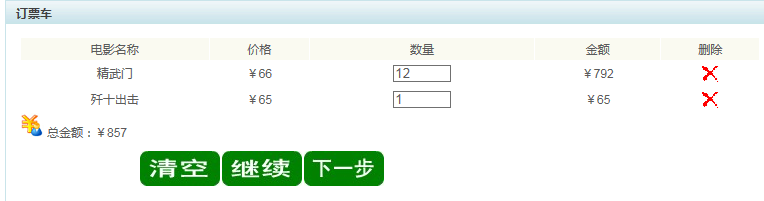 订票车
电影名称 价格 数量 金额 删除
精武门 ￥66 12 ￥792
歼十出击 ￥65 1 ￥65
总金额：￥857
清空 继续 下一步